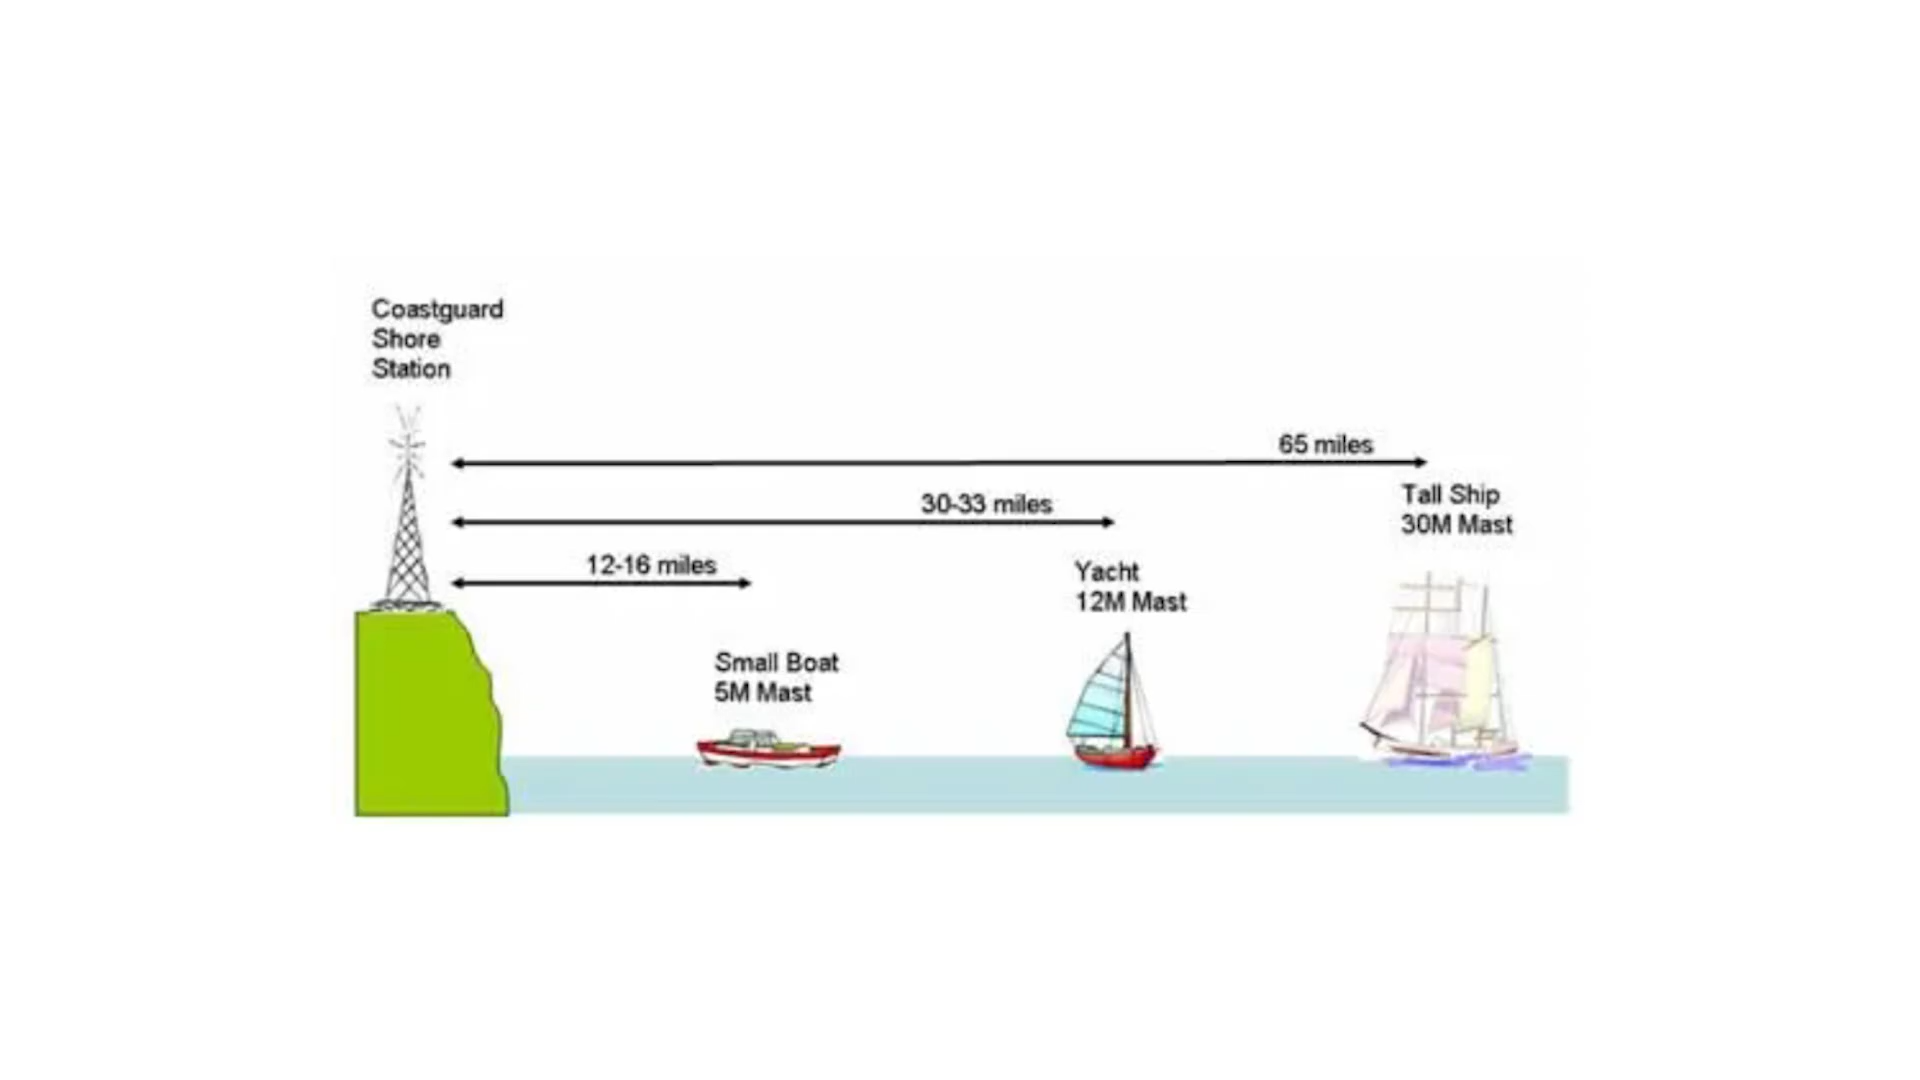 Coastguard
Shore
Station
65 miles
Tall Ship
30M Mast
30-33 miles
12-16 miles
Yacht
12M Mast
Small Boat
5M Mast